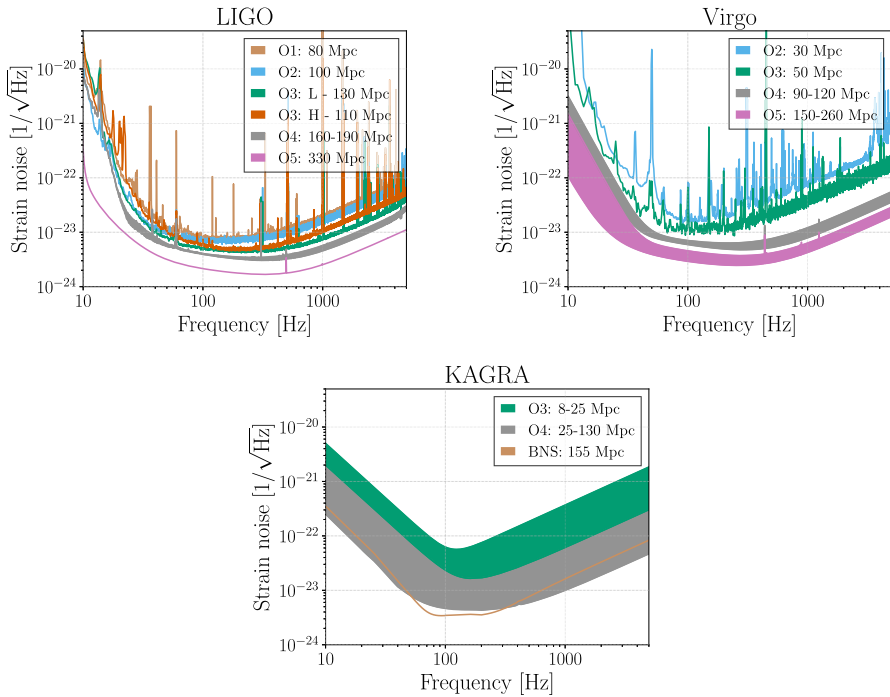 LIGO
Strain noise [1/√Hz]
10⁻²⁰
10⁻²¹
10⁻²²
10⁻²³
10⁻²⁴
O1: 80 Mpc
O2: 100 Mpc
O3: L - 130 Mpc
O3: H - 110 Mpc
O4: 160-190 Mpc
O5: 330 Mpc
10 100 1000
Frequency [Hz]
Virgo
Strain noise [1/√Hz]
10⁻²⁰
10⁻²¹
10⁻²²
10⁻²³
10⁻²⁴
O2: 30 Mpc
O3: 50 Mpc
O4: 90-120 Mpc
O5: 150-260 Mpc
10 100 1000
Frequency [Hz]
KAGRA
Strain noise [1/√Hz]
10⁻²⁰
10⁻²¹
10⁻²²
10⁻²³
10⁻²⁴
O3: 8-25 Mpc
O4: 25-130 Mpc
BNS: 155 Mpc
10 100 1000
Frequency [Hz]